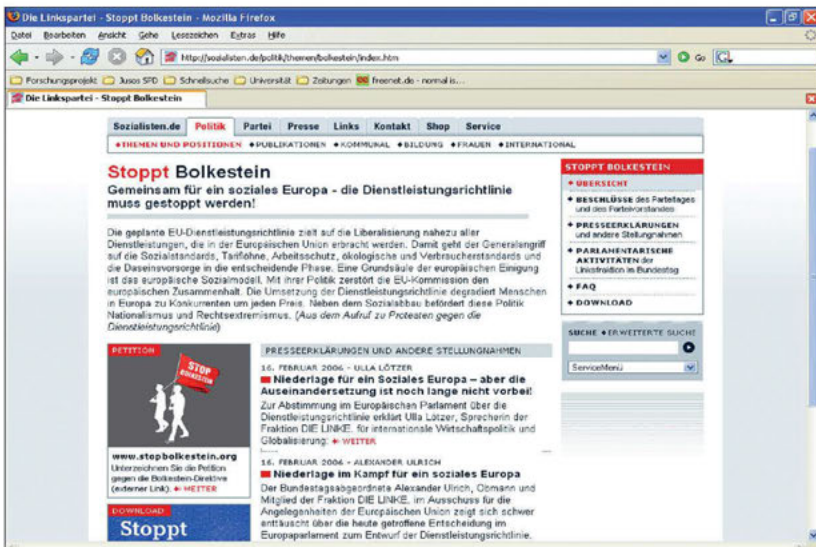 Die Linkspartei - Stoppt Bolkestein - Mozilla Firefox
Datei Bearbeiten Ansicht Gehe Lesezeichen Extras Hilfe
http://sozialisten.de/politik/themen/bolkestein/index.htm Go
Forschungsprojekt Jusos SPD Schnellsuche Universität Zeitungen freenet.de - normal is...
Die Linkspartei - Stoppt Bolkestein
Sozialisten.de Politik Partei Presse Links Kontakt Shop Service
THEMEN UND POSITIONEN PUBLIKATIONEN KOMMUNAL BILDUNG FRAUEN INTERNATIONAL
Stoppt Bolkestein
Gemeinsam für ein soziales Europa - die Dienstleistungsrichtlinie
muss gestoppt werden!
Die geplante EU-Dienstleistungsrichtlinie zielt auf die Liberalisierung nahezu aller
Dienstleistungen, die in der Europäischen Union erbracht werden. Damit geht der Generalangriff
auf die Sozialstandards, Tariflöhne, Arbeitsschutz, ökologische und Verbraucherstandards und
die Daseinsvorsorge in die entscheidende Phase. Eine Grundsäule der europäischen Einigung
ist das europäische Sozialmodell. Mit ihrer Politik zerstört die EU-Kommission den
europäischen Zusammenhalt. Die Umsetzung der Dienstleistungsrichtlinie degradiert Menschen
in Europa zu Konkurrenten um jeden Preis. Neben dem Sozialabbau befördert diese Politik
Nationalismus und Rechtsextremismus. (Aus dem Aufruf zu Protesten gegen die
Dienstleistungsrichtlinie)
PETITION
STOP
BOLKESTEIN
www.stopbolkestein.org
Unterzeichnen Sie die Petition
gegen die Bolkestein-Direktive
(externer Link). WEITER
DOWNLOAD
Stoppt
PRESSEERKLÄRUNGEN UND ANDERE STELLUNGNAHMEN
16. FEBRUAR 2006 - ULLA LÖTZER
Niederlage für ein Soziales Europa – aber die
Auseinandersetzung ist noch lange nicht vorbei!
Zur Abstimmung im Europäischen Parlament über die
Dienstleistungsrichtlinie erklärt Ulla Lötzer, Sprecherin der
Fraktion DIE LINKE. für internationale Wirtschaftspolitik und
Globalisierung: WEITER
16. FEBRUAR 2006 - ALEXANDER ULRICH
Niederlage im Kampf für ein soziales Europa
Der Bundestagsabgeordnete Alexander Ulrich, Obmann und
Mitglied der Fraktion DIE LINKE. im Ausschuss für die
Angelegenheiten der Europäischen Union zeigt sich schwer
enttäuscht über die heute getroffene Entscheidung im
Europaparlament zum Entwurf der Dienstleistungsrichtlinie.
STOPPT BOLKESTEIN
ÜBERSICHT
BESCHLÜSSE des Parteitages
und des Parteivorstandes
PRESSEERKLÄRUNGEN
und andere Stellungnahmen
PARLAMENTARISCHE
AKTIVITÄTEN der
Linksfraktion im Bundestag
FAQ
DOWNLOAD
SUCHE ERWEITERTE SUCHE
ServiceMenü